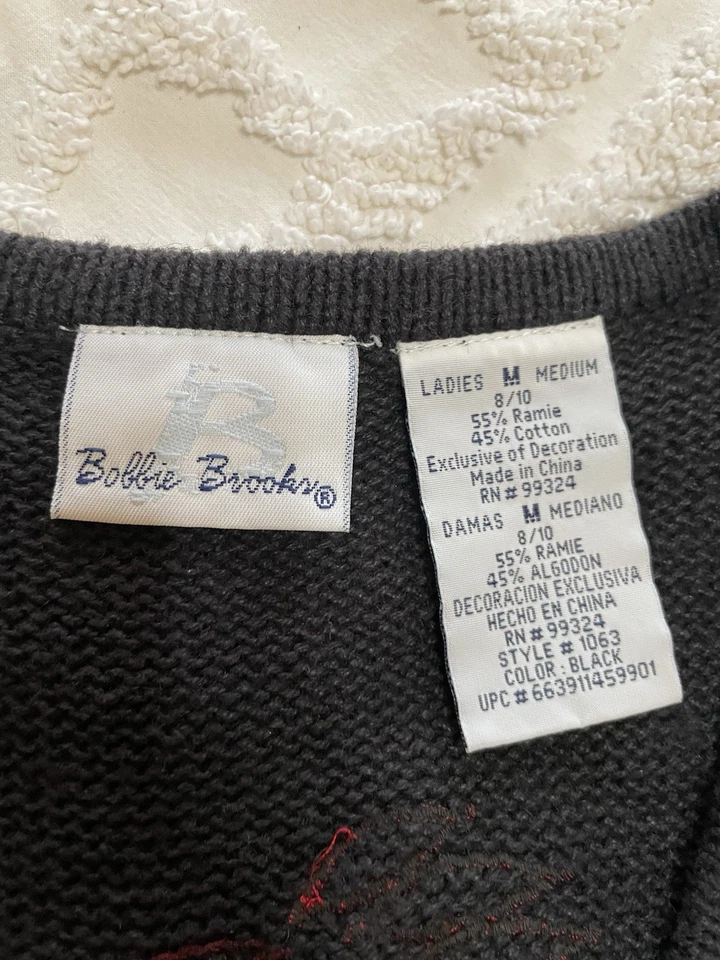 B
Bobbie Brooks®
LADIES M MEDIUM
8/10
55% Ramie
45% Cotton
Exclusive of Decoration
Made in China
RN # 99324
DAMAS M MEDIANO
8/10
55% RAMIE
45% ALGODON
DECORACION EXCLUSIVA
HECHO EN CHINA
RN # 99324
STYLE # 1063
COLOR : BLACK
UPC # 663911459901